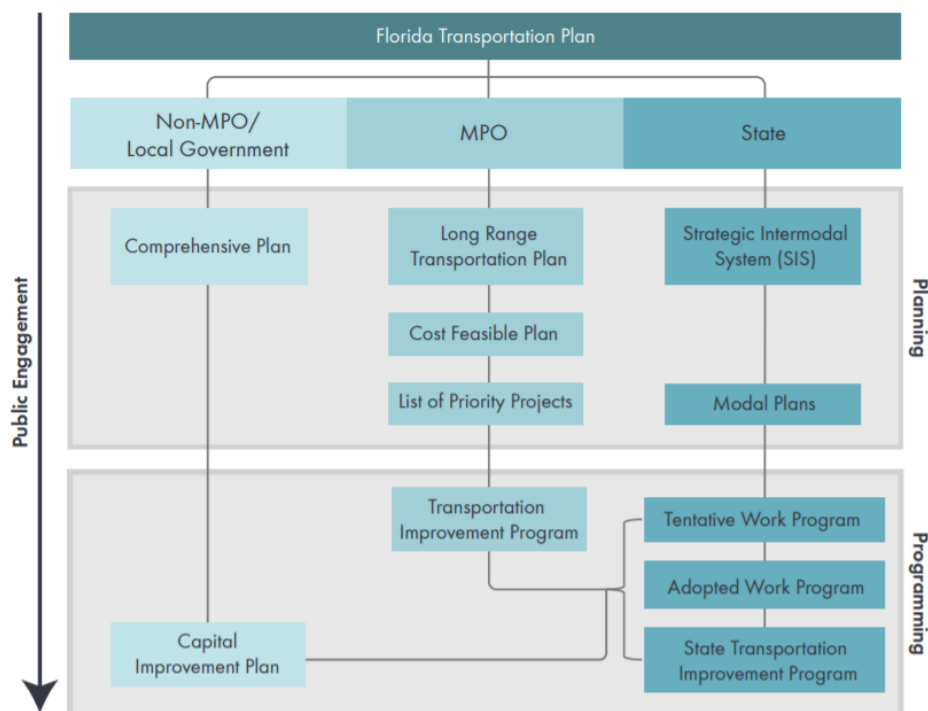 Florida Transportation Plan
Non-MPO/
Local Government
MPO
State
Public Engagement
Planning
Comprehensive Plan
Long Range
Transportation Plan
Strategic Intermodal
System (SIS)
Cost Feasible Plan
List of Priority Projects
Modal Plans
Programming
Transportation
Improvement Program
Tentative Work Program
Adopted Work Program
Capital
Improvement Plan
State Transportation
Improvement Program